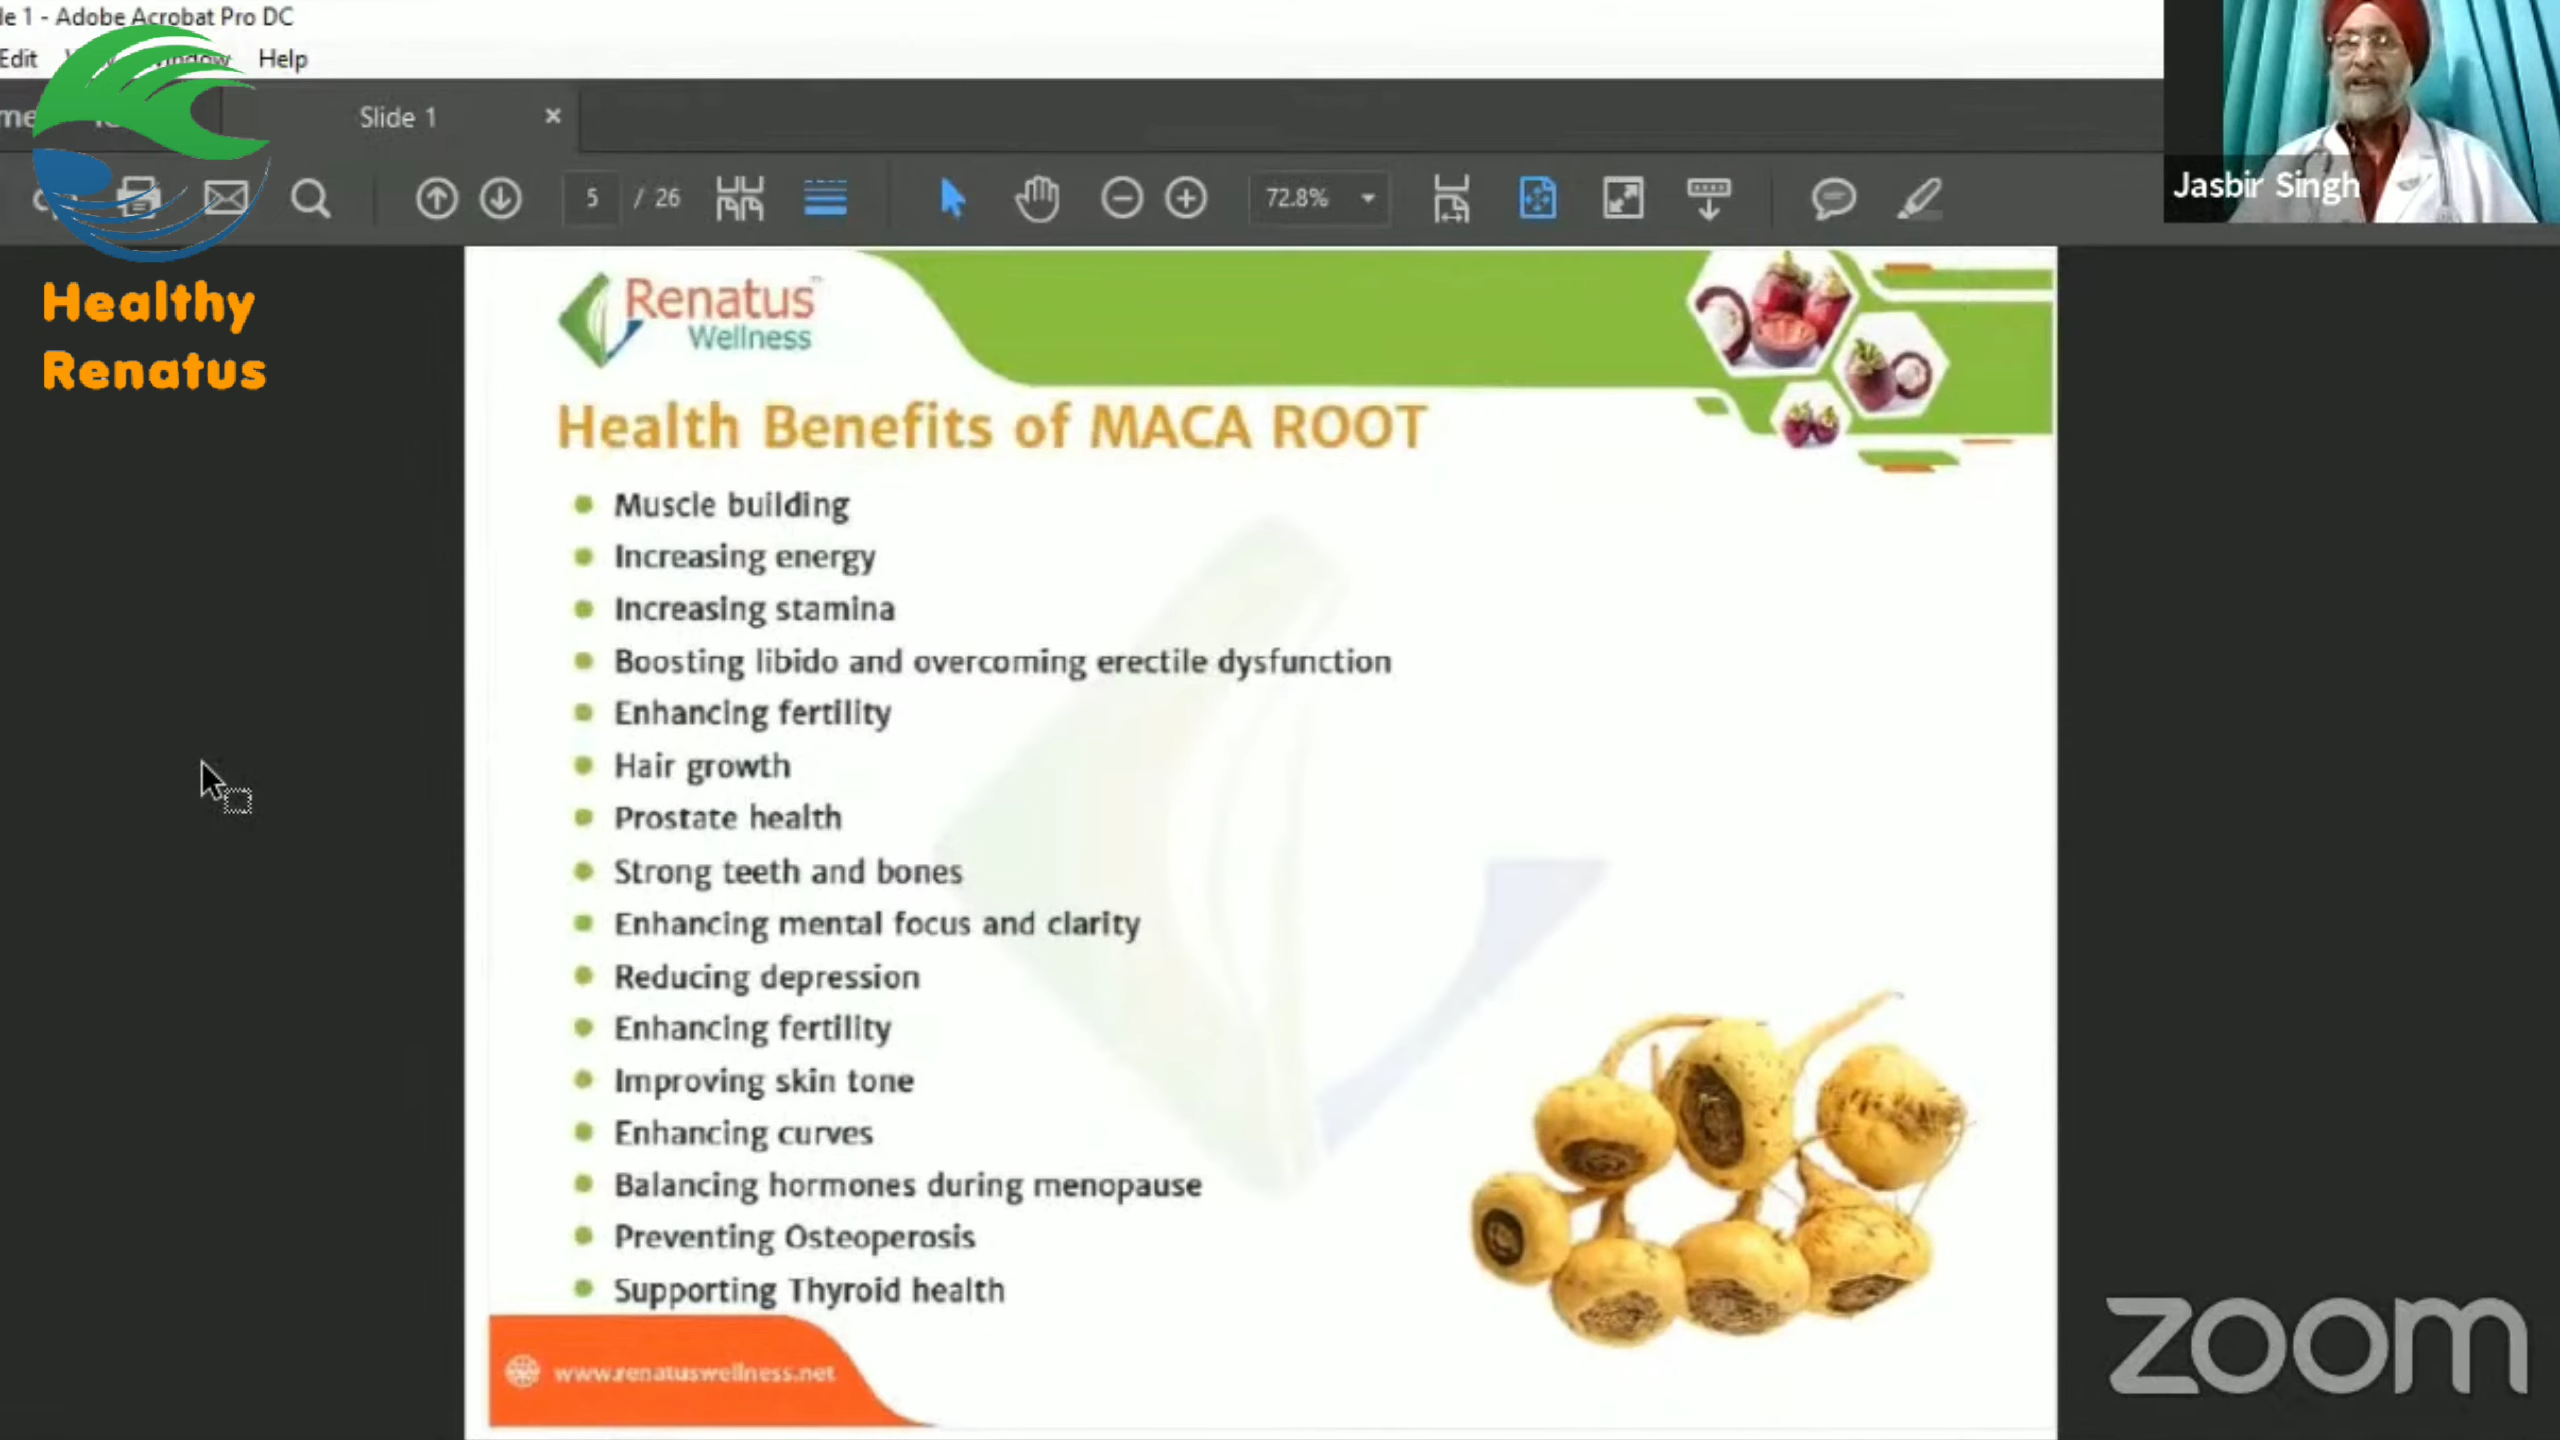 de 1 - Adobe Acrobat Pro DC
Edit Window Help
Slide 1
5 / 26
72.8%
Jasbir Singh
Healthy
Renatus
Renatus
Wellness
Health Benefits of MACA ROOT
Muscle building
Increasing energy
Increasing stamina
Boosting libido and overcoming erectile dysfunction
Enhancing fertility
Hair growth
Prostate health
Strong teeth and bones
Enhancing mental focus and clarity
Reducing depression
Enhancing fertility
Improving skin tone
Enhancing curves
Balancing hormones during menopause
Preventing Osteoperosis
Supporting Thyroid health
www.renatuswellness.net
zoom